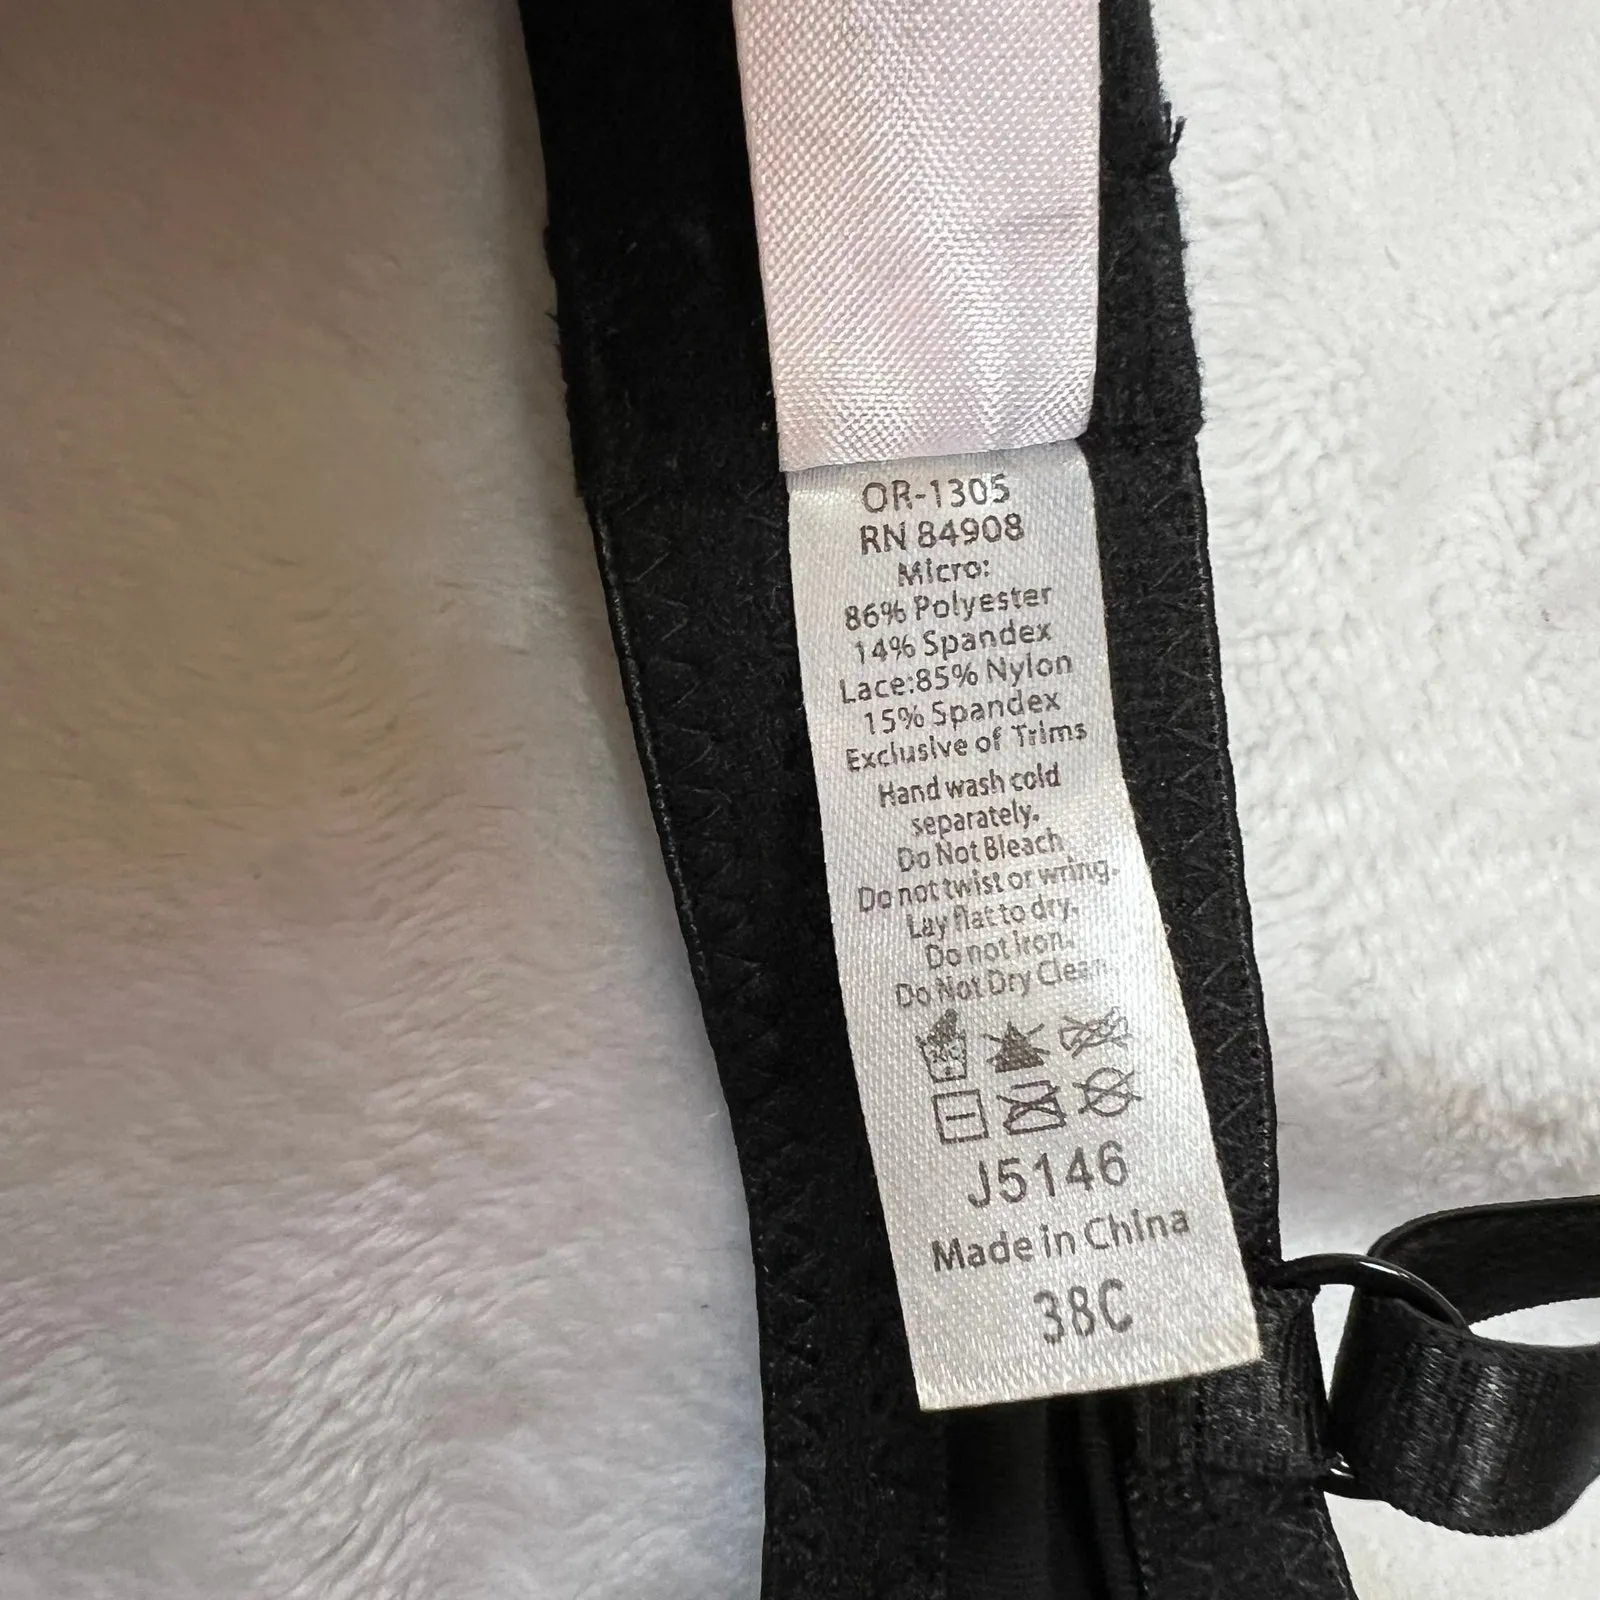 OR-1305
RN 84908
Micro:
86% Polyester
14% Spandex
Lace:85% Nylon
15% Spandex
Exclusive of Trims
Hand wash cold
separately.
Do Not Bleach
Do not twist or wring.
Lay flat to dry.
Do not iron.
Do Not Dry Clean.
J5146
Made in China
38C